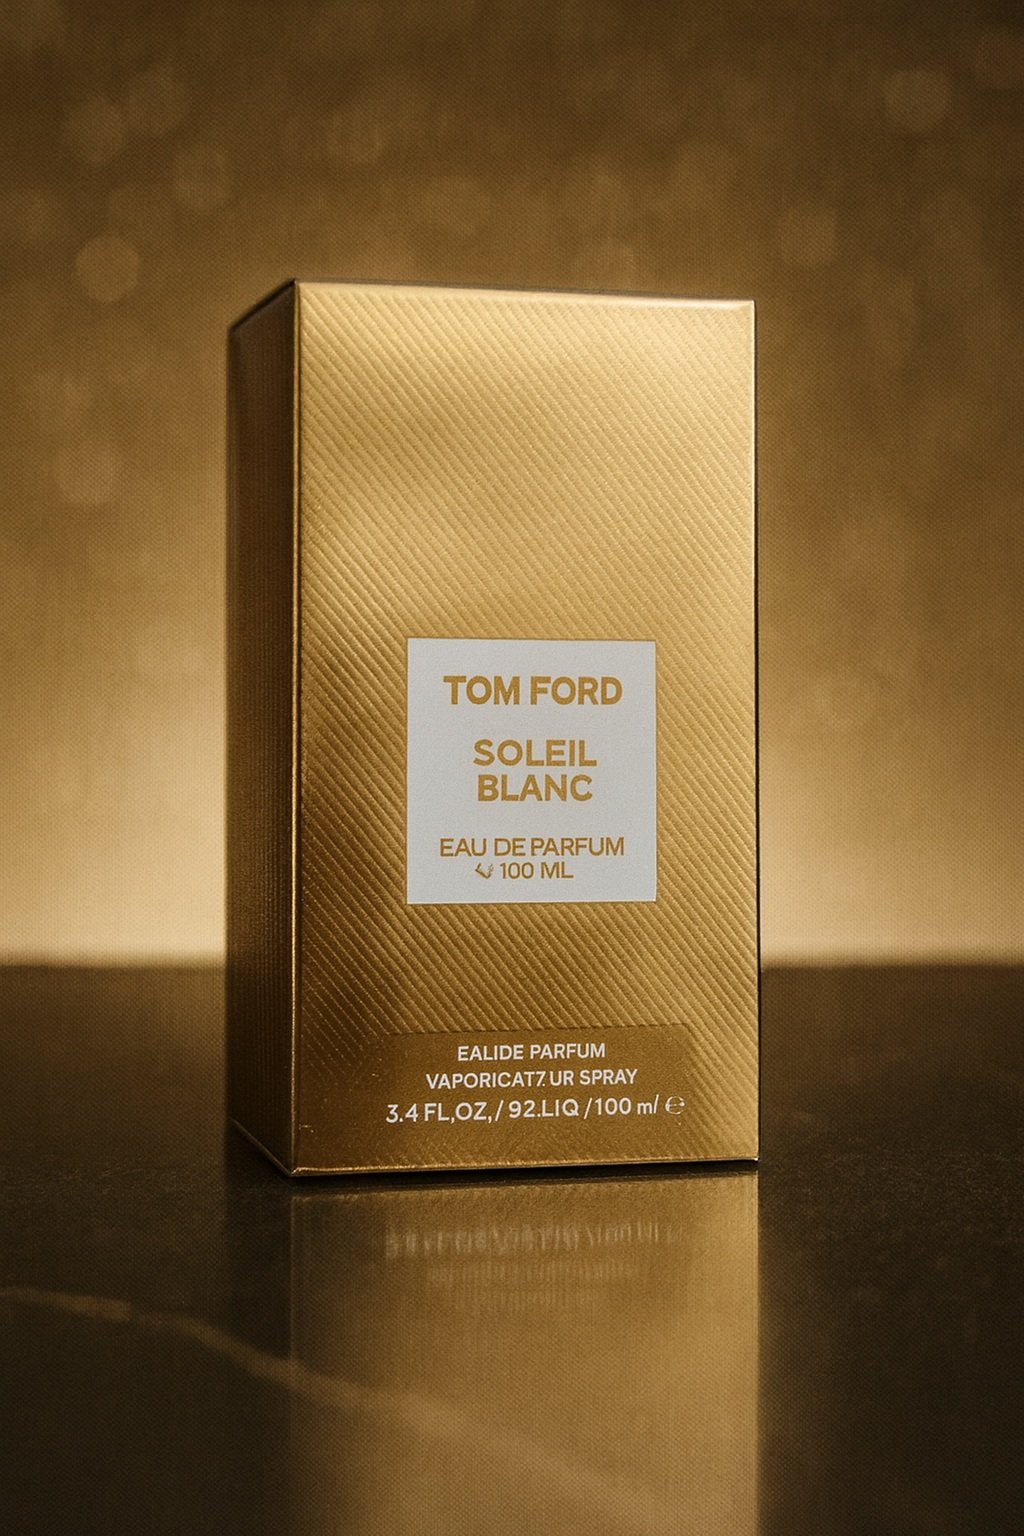 TOM FORD
SOLEIL
BLANC
EAU DE PARFUM
100 ML
EALIDE PARFUM
VAPORICAT7.UR SPRAY
3.4 FL,OZ,/ 92.LIQ /100 ml ℮